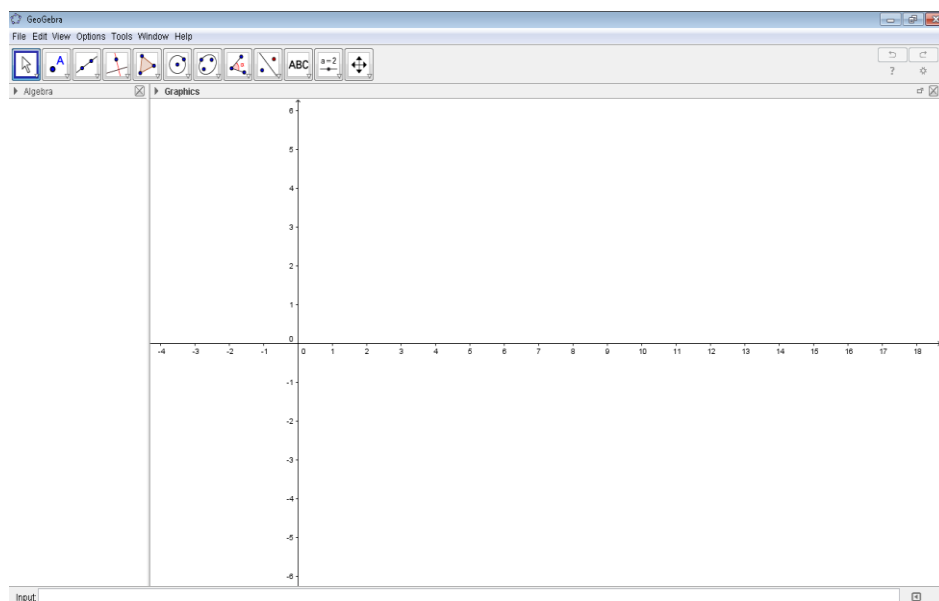 GeoGebra
File Edit View Options Tools Window Help
A
ABC
a=2
?
Algebra
Graphics
6
5
4
3
2
1
0
-4 -3 -2 -1 0 1 2 3 4 5 6 7 8 9 10 11 12 13 14 15 16 17 18
-1
-2
-3
-4
-5
-6
Input: